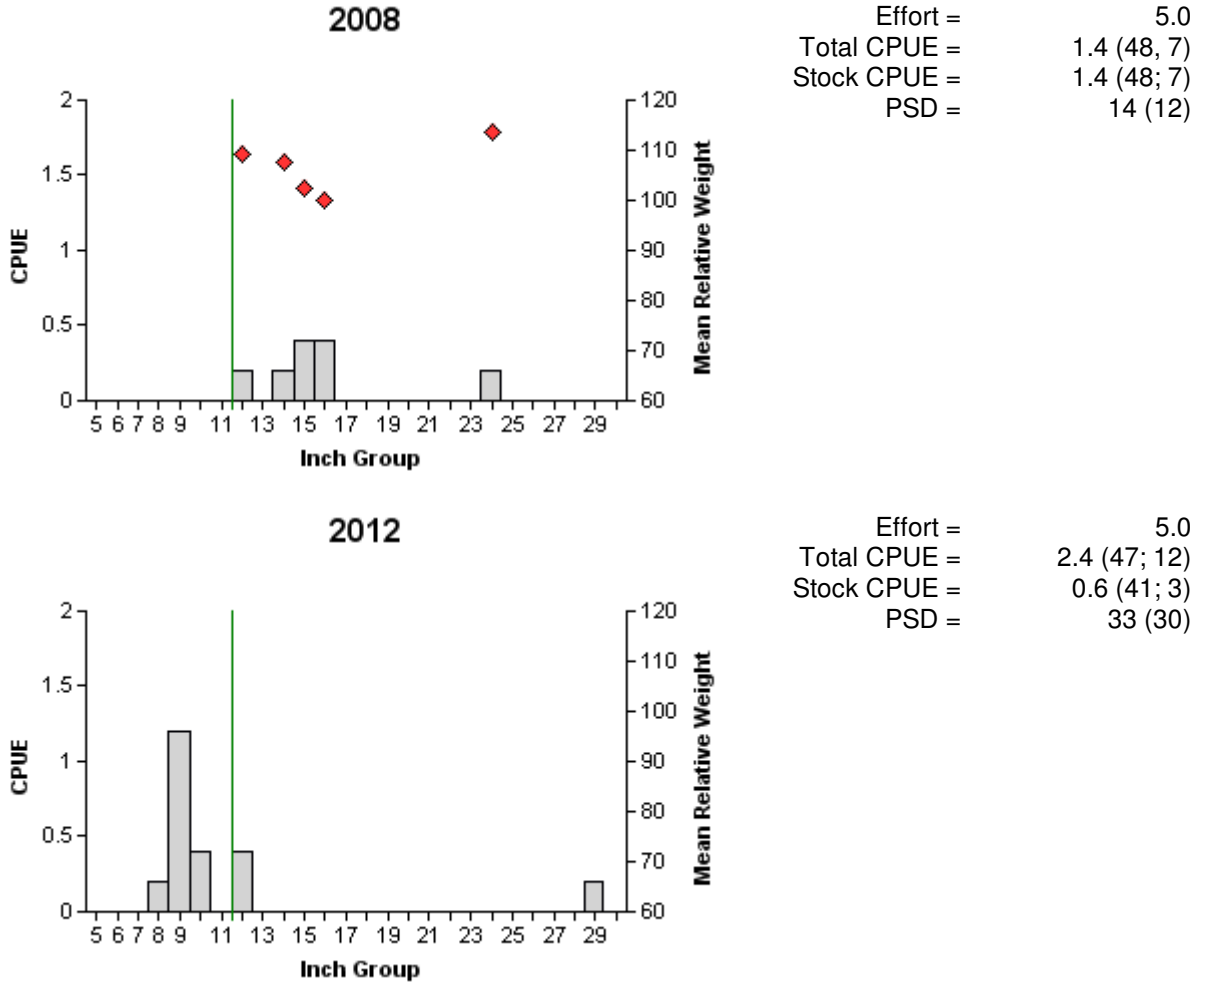 2008
Effort = 5.0
Total CPUE = 1.4 (48, 7)
Stock CPUE = 1.4 (48; 7)
PSD = 14 (12)
2
1.5
1
0.5
0
CPUE
120
110
100
90
80
70
60
Mean Relative Weight
5 6 7 8 9 11 13 15 17 19 21 23 25 27 29
Inch Group
2012
Effort = 5.0
Total CPUE = 2.4 (47; 12)
Stock CPUE = 0.6 (41; 3)
PSD = 33 (30)
2
1.5
1
0.5
0
CPUE
120
110
100
90
80
70
60
Mean Relative Weight
5 6 7 8 9 11 13 15 17 19 21 23 25 27 29
Inch Group